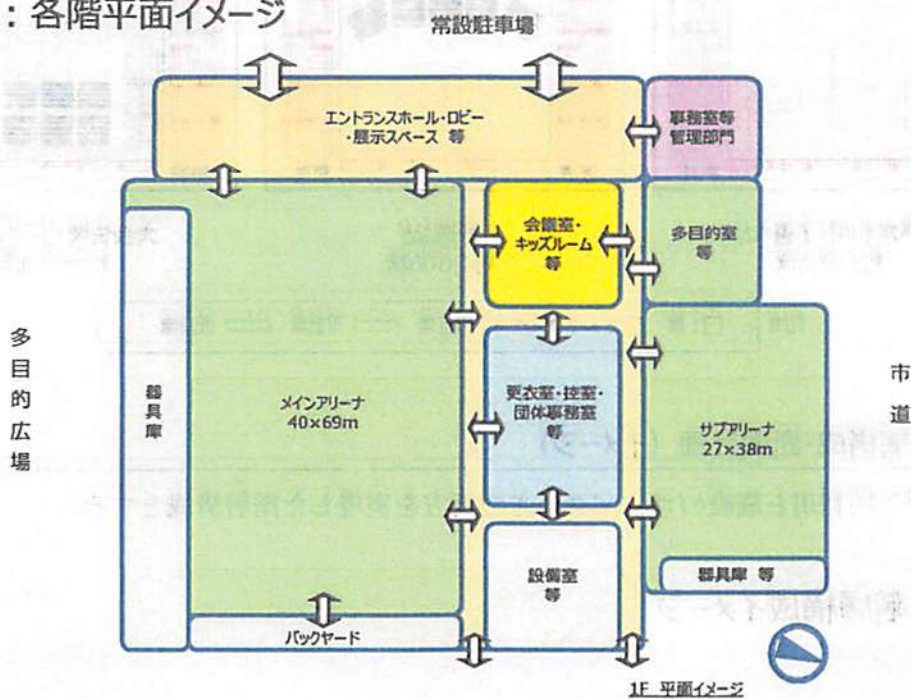 ：各階平面イメージ
常設駐車場
エントランスホール・ロビー
・展示スペース 等
事務室等
管理部門
会議室・
キッズルーム
等
多目的室
等
多目的広場
器具庫
メインアリーナ
40×69m
更衣室・控室・
団体事務室
等
サブアリーナ
27×38m
市道
設備室
等
器具庫 等
バックヤード
1F 平面イメージ